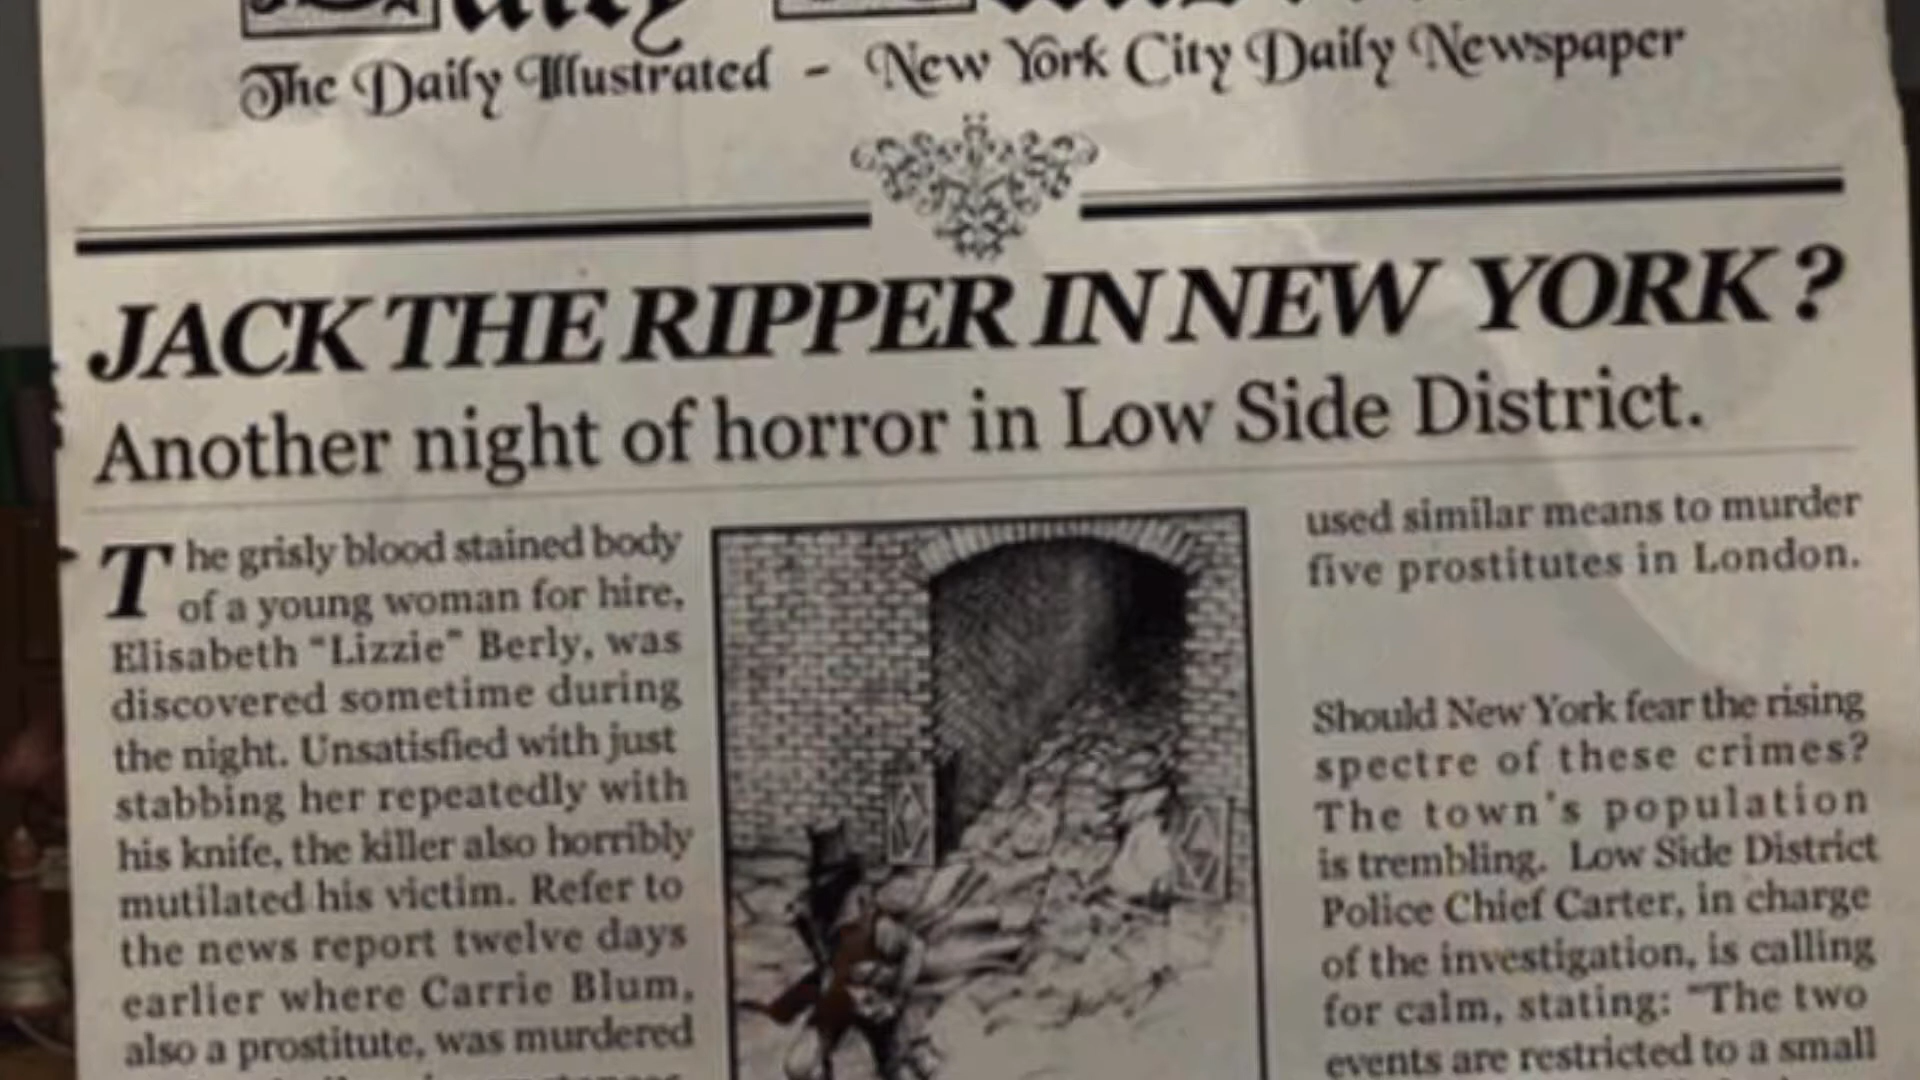 The Daily Illustrated - New York City Daily Newspaper
JACK THE RIPPER IN NEW YORK ?
Another night of horror in Low Side District.
The grisly blood stained body
of a young woman for hire,
Elisabeth "Lizzie" Berly, was
discovered sometime during
the night. Unsatisfied with just
stabbing her repeatedly with
his knife, the killer also horribly
mutilated his victim. Refer to
the news report twelve days
earlier where Carrie Blum,
also a prostitute, was murdered
used similar means to murder
five prostitutes in London.
Should New York fear the rising
spectre of these crimes?
The town's population
is trembling. Low Side District
Police Chief Carter, in charge
of the investigation, is calling
for calm, stating: "The two
events are restricted to a small